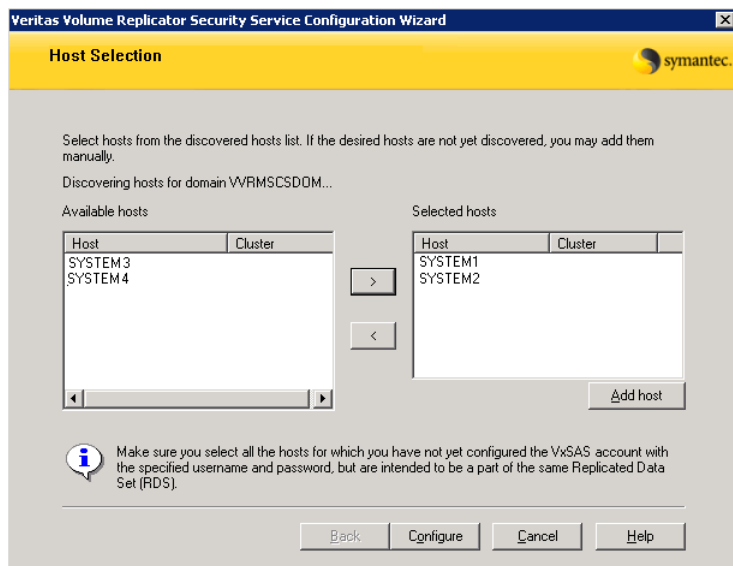 Veritas Volume Replicator Security Service Configuration Wizard
Host Selection
symantec.
Select hosts from the discovered hosts list. If the desired hosts are not yet discovered, you may add them
manually.
Discovering hosts for domain VVRMSCSDOM...
Available hosts
Selected hosts
Host Cluster
SYSTEM3
SYSTEM4
>
<
Host Cluster
SYSTEM1
SYSTEM2
Add host
Make sure you select all the hosts for which you have not yet configured the VxSAS account with
the specified username and password, but are intended to be a part of the same Replicated Data
Set (RDS).
Back Configure Cancel Help